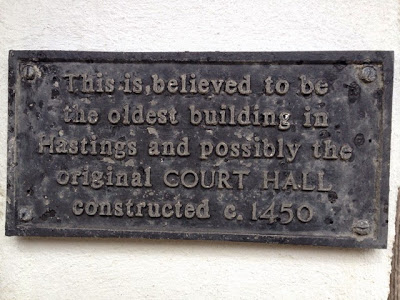 This is believed to be
the oldest building in
Hastings and possibly the
original COURT HALL
constructed c. 1450